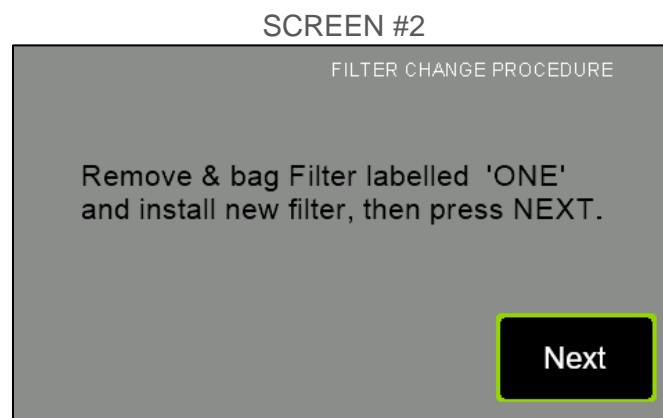 SCREEN #2
FILTER CHANGE PROCEDURE
Remove & bag Filter labelled 'ONE'
and install new filter, then press NEXT.
Next